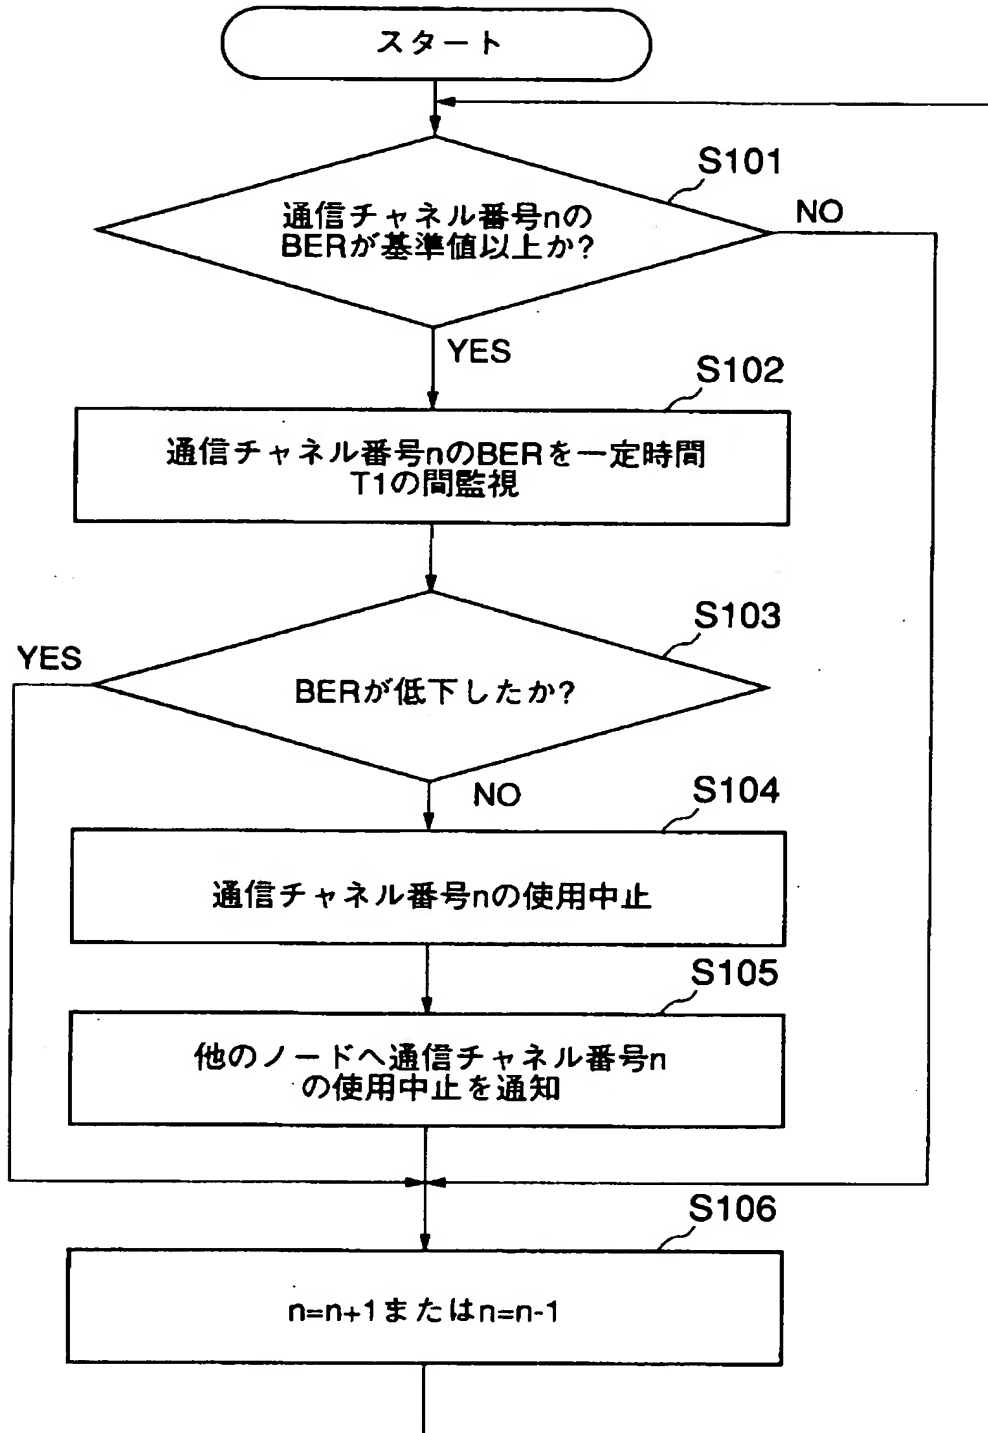 スタート
S101
通信チャネル番号nの
BERが基準値以上か?
NO
YES
S102
通信チャネル番号nのBERを一定時間
T1の間監視
S103
YES
BERが低下したか?
NO
S104
通信チャネル番号nの使用中止
S105
他のノードへ通信チャネル番号n
の使用中止を通知
S106
n=n+1またはn=n-1